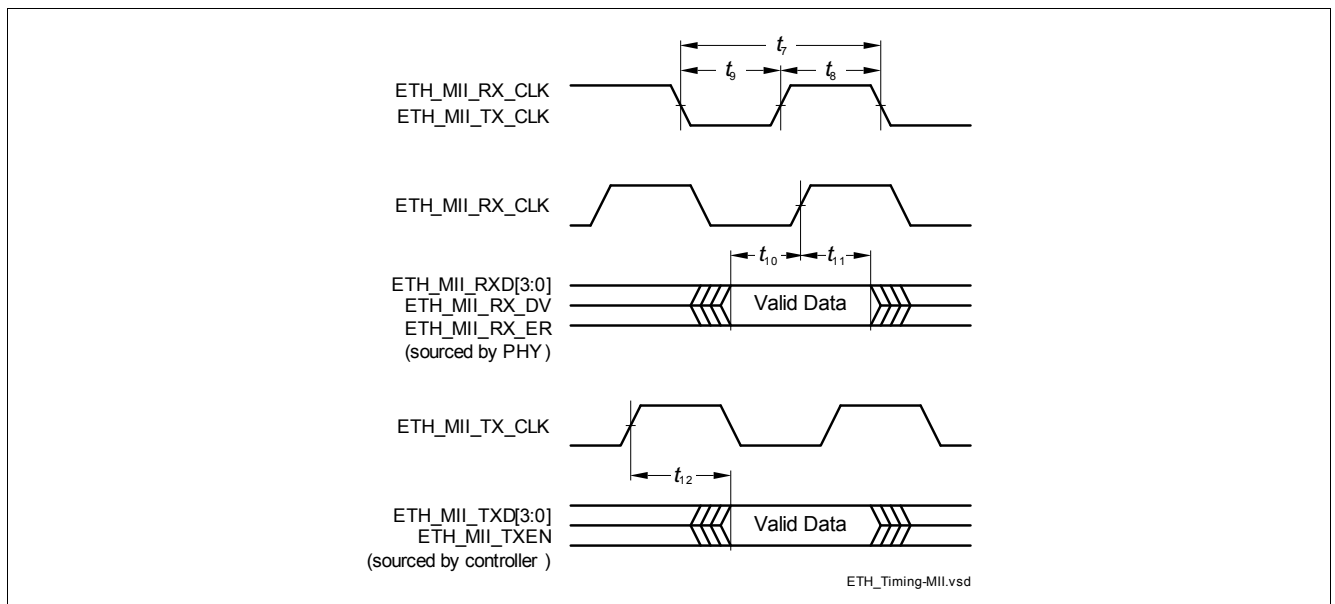 t7
t9
t8
ETH_MII_RX_CLK
ETH_MII_TX_CLK
ETH_MII_RX_CLK
t10
t11
ETH_MII_RXD[3:0]
ETH_MII_RX_DV
ETH_MII_RX_ER
(sourced by PHY )
Valid Data
ETH_MII_TX_CLK
t12
ETH_MII_TXD[3:0]
ETH_MII_TXEN
(sourced by controller )
Valid Data
ETH_Timing-MII.vsd